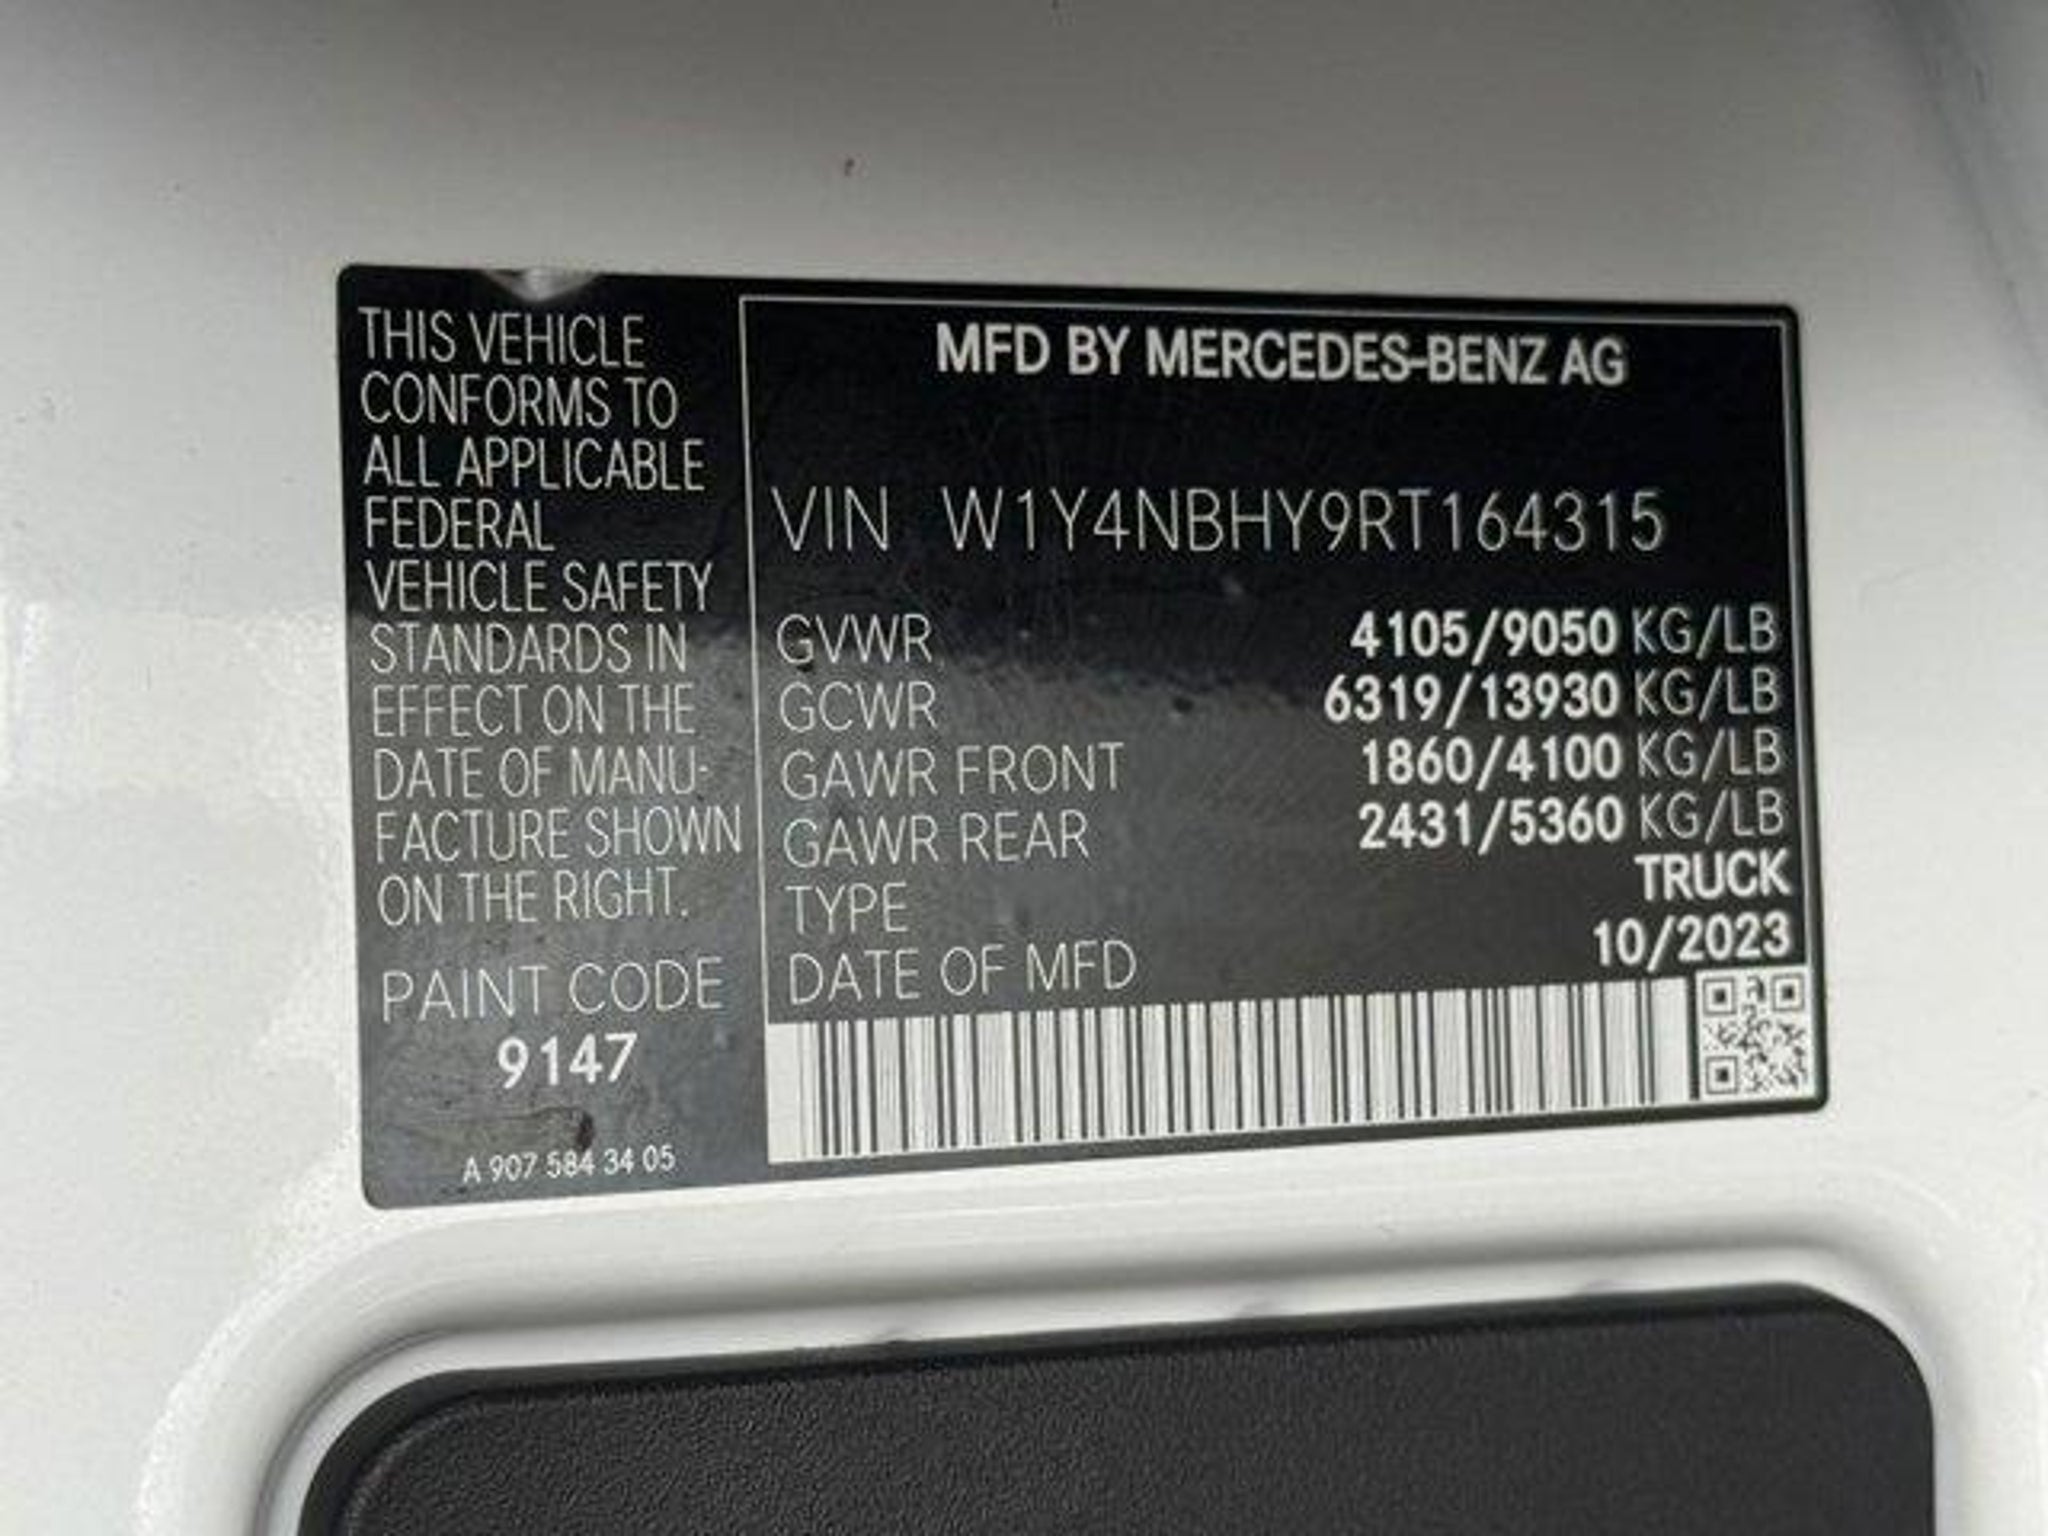 THIS VEHICLE
CONFORMS TO
ALL APPLICABLE
FEDERAL
VEHICLE SAFETY
STANDARDS IN
EFFECT ON THE
DATE OF MANU-
FACTURE SHOWN
ON THE RIGHT.
PAINT CODE
9147
A 907 584 34 05
MFD BY MERCEDES-BENZ AG
VIN W1Y4NBHY9RT164315
GVWR 4105/9050 KG/LB
GCWR 6319/13930 KG/LB
GAWR FRONT 1860/4100 KG/LB
GAWR REAR 2431/5360 KG/LB
TYPE TRUCK
DATE OF MFD 10/2023